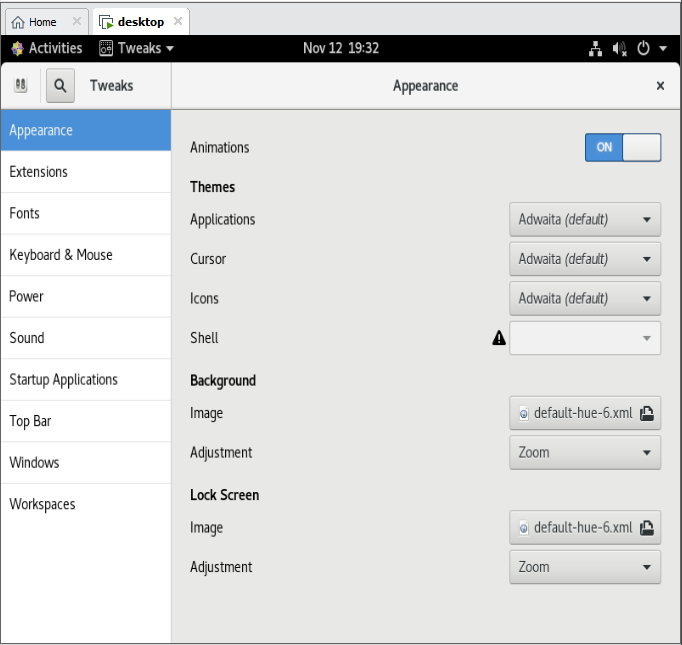 Home
desktop
Activities
Tweaks
Nov 12 19:32
Tweaks
Appearance
Appearance
Extensions
Fonts
Keyboard & Mouse
Power
Sound
Startup Applications
Top Bar
Windows
Workspaces
Animations
ON
Themes
Applications
Adwaita (default)
Cursor
Adwaita (default)
Icons
Adwaita (default)
Shell
Background
Image
default-hue-6.xml
Adjustment
Zoom
Lock Screen
Image
default-hue-6.xml
Adjustment
Zoom